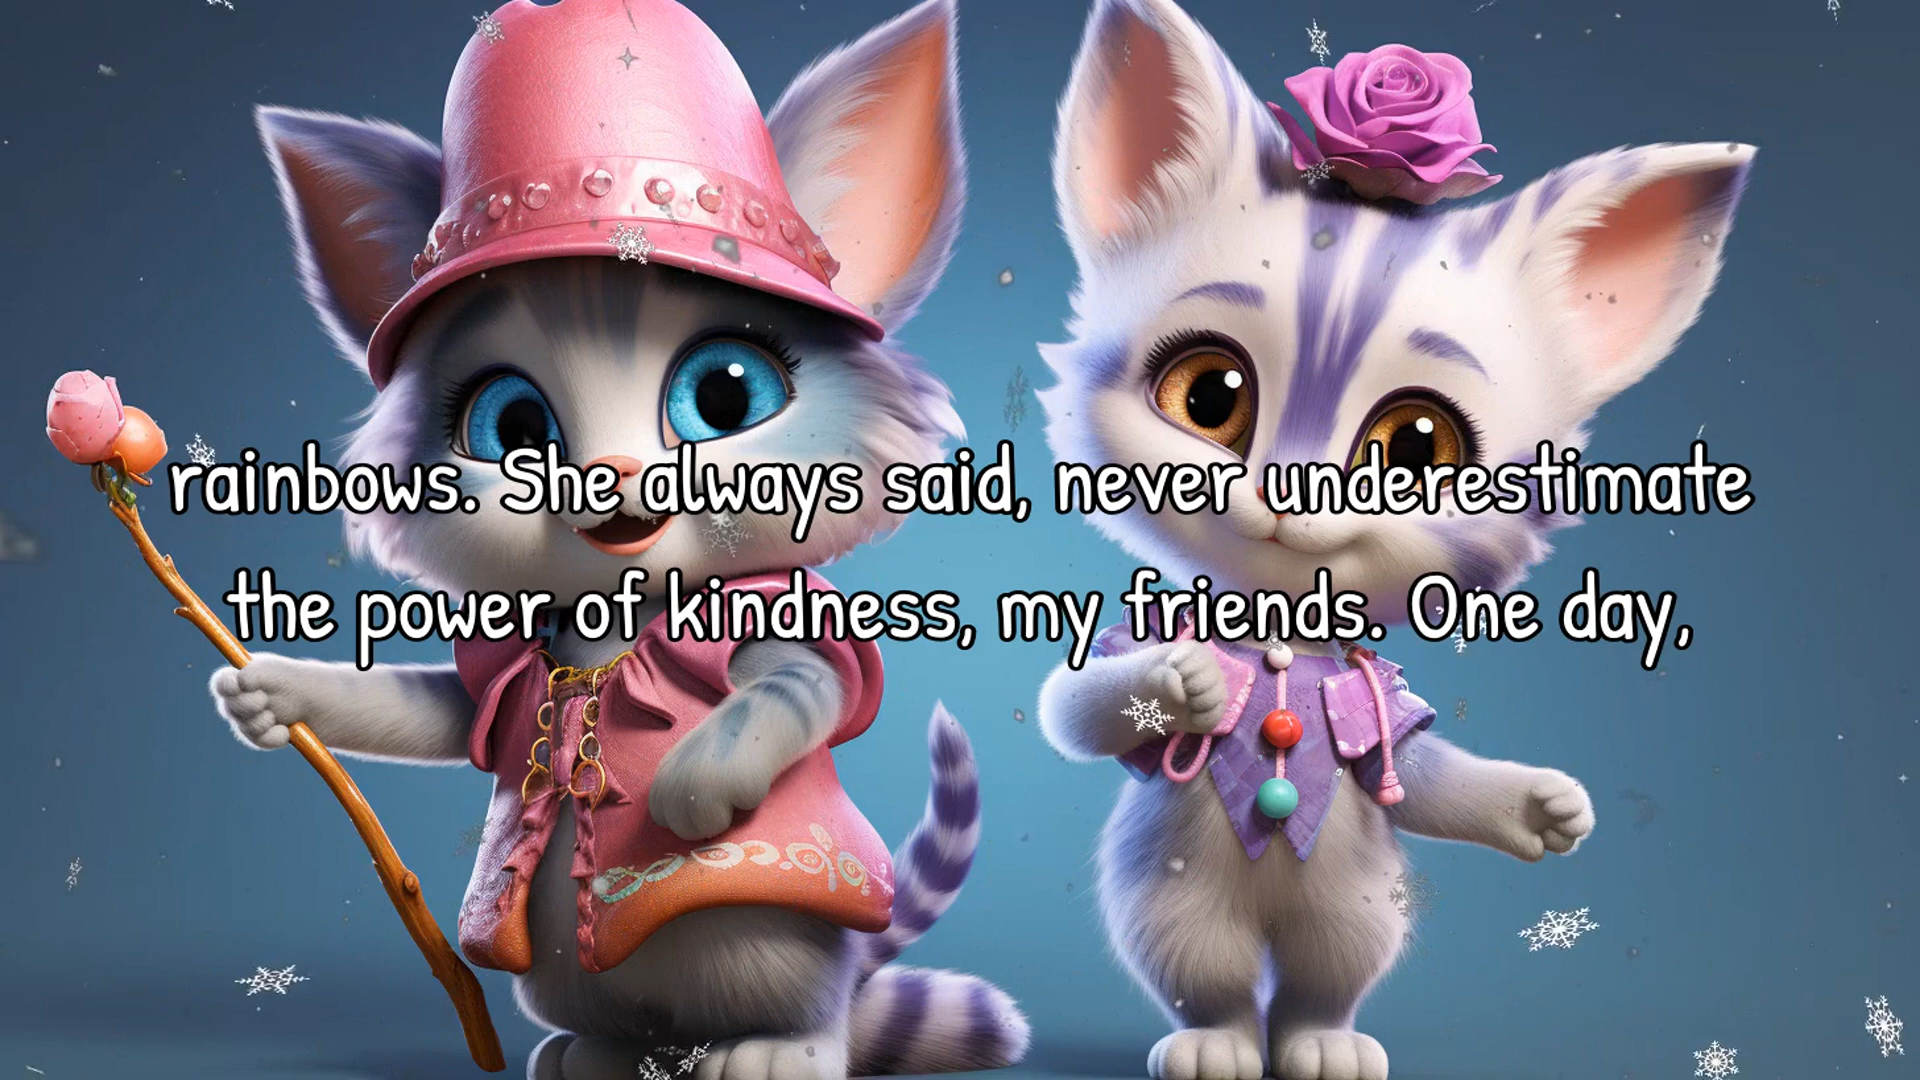 rainbows. She always said, never underestimate
the power of kindness, my friends. One day,